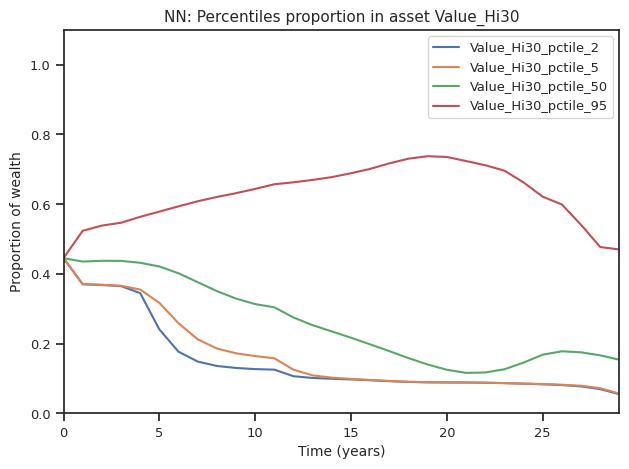 NN: Percentiles proportion in asset Value_Hi30
Value_Hi30_pctile_2
Value_Hi30_pctile_5
Value_Hi30_pctile_50
Value_Hi30_pctile_95
Proportion of wealth
1.0
0.8
0.6
0.4
0.2
0.0
0 5 10 15 20 25
Time (years)